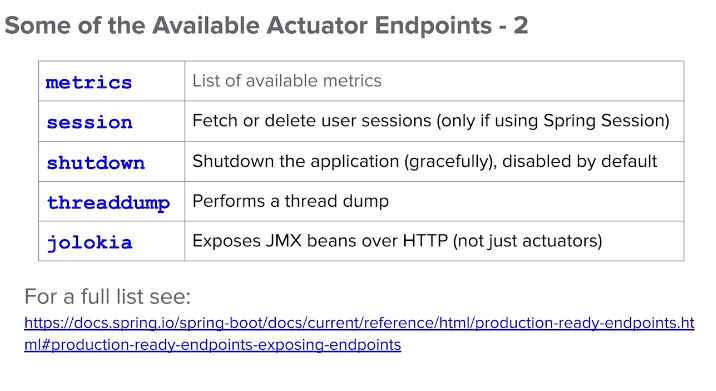 Some of the Available Actuator Endpoints - 2
metrics List of available metrics
session Fetch or delete user sessions (only if using Spring Session)
shutdown Shutdown the application (gracefully), disabled by default
threaddump Performs a thread dump
jolokia Exposes JMX beans over HTTP (not just actuators)
For a full list see:
https://docs.spring.io/spring-boot/docs/current/reference/html/production-ready-endpoints.ht
ml#production-ready-endpoints-exposing-endpoints